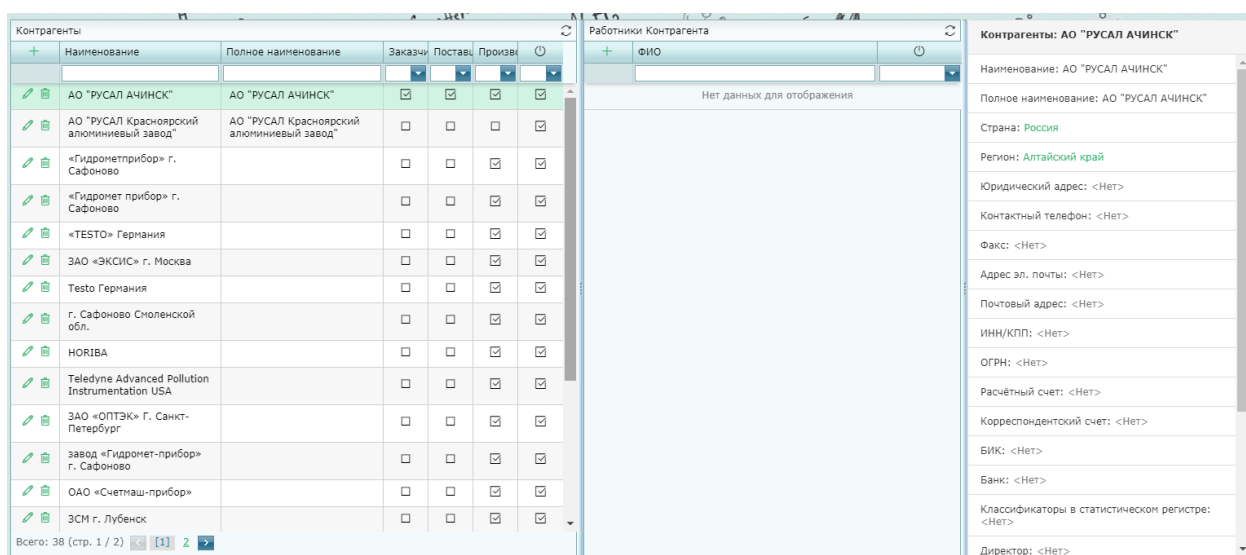 Контрагенты
Наименование Полное наименование Заказчи Поставц Произво
АО "РУСАЛ АЧИНСК" АО "РУСАЛ АЧИНСК"
АО "РУСАЛ Красноярский АО "РУСАЛ Красноярский
алюминиевый завод" алюминиевый завод"
«Гидрометприбор» г.
Сафоново
«Гидромет прибор» г.
Сафоново
«TESTO» Германия
ЗАО «ЭКСИС» г. Москва
Testo Германия
г. Сафоново Смоленской
обл.
HORIBA
Teledyne Advanced Pollution
Instrumentation USA
ЗАО «ОПТЭК» Г. Санкт-
Петербург
завод «Гидромет-прибор»
г. Сафоново
ОАО «Счетмаш-прибор»
ЗСМ г. Лубенск
Всего: 38 (стр. 1 / 2) [1] 2
Работники Контрагента
ФИО
Нет данных для отображения
Контрагенты: АО "РУСАЛ АЧИНСК"
Наименование: АО "РУСАЛ АЧИНСК"
Полное наименование: АО "РУСАЛ АЧИНСК"
Страна: Россия
Регион: Алтайский край
Юридический адрес: <Нет>
Контактный телефон: <Нет>
Факс: <Нет>
Адрес эл. почты: <Нет>
Почтовый адрес: <Нет>
ИНН/КПП: <Нет>
ОГРН: <Нет>
Расчётный счет: <Нет>
Корреспондентский счет: <Нет>
БИК: <Нет>
Банк: <Нет>
Классификаторы в статистическом регистре:
<Нет>
Директор: <Нет>